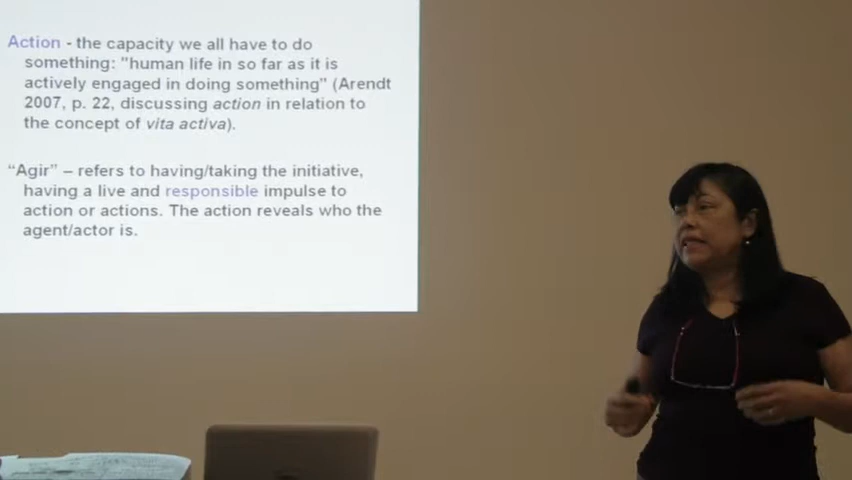 Action - the capacity we all have to do
something: "human life in so far as it is
actively engaged in doing something" (Arendt
2007, p. 22, discussing action in relation to
the concept of vita activa).
“Agir” – refers to having/taking the initiative,
having a live and responsible impulse to
action or actions. The action reveals who the
agent/actor is.